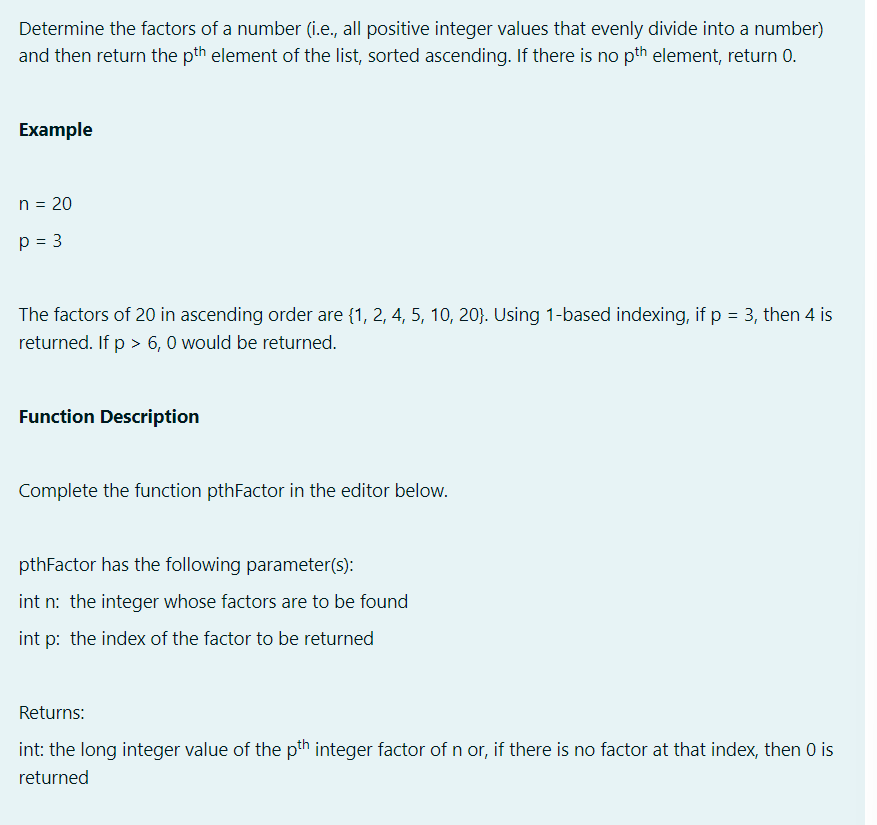 Determine the factors of a number (i.e., all positive integer values that evenly divide into a number)
and then return the pth element of the list, sorted ascending. If there is no pth element, return 0.
Example
n = 20
p = 3
The factors of 20 in ascending order are {1, 2, 4, 5, 10, 20}. Using 1-based indexing, if p = 3, then 4 is
returned. If p > 6, 0 would be returned.
Function Description
Complete the function pthFactor in the editor below.
pthFactor has the following parameter(s):
int n:  the integer whose factors are to be found
int p:  the index of the factor to be returned
Returns:
int: the long integer value of the pth integer factor of n or, if there is no factor at that index, then 0 is
returned